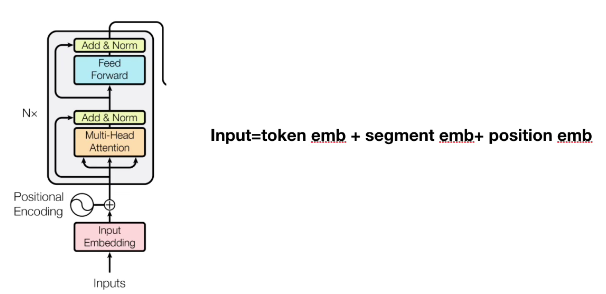 Add & Norm
Feed
Forward
Nx
Add & Norm
Multi-Head
Attention
Positional
Encoding
Input
Embedding
Inputs
Input=token emb + segment emb+ position emb